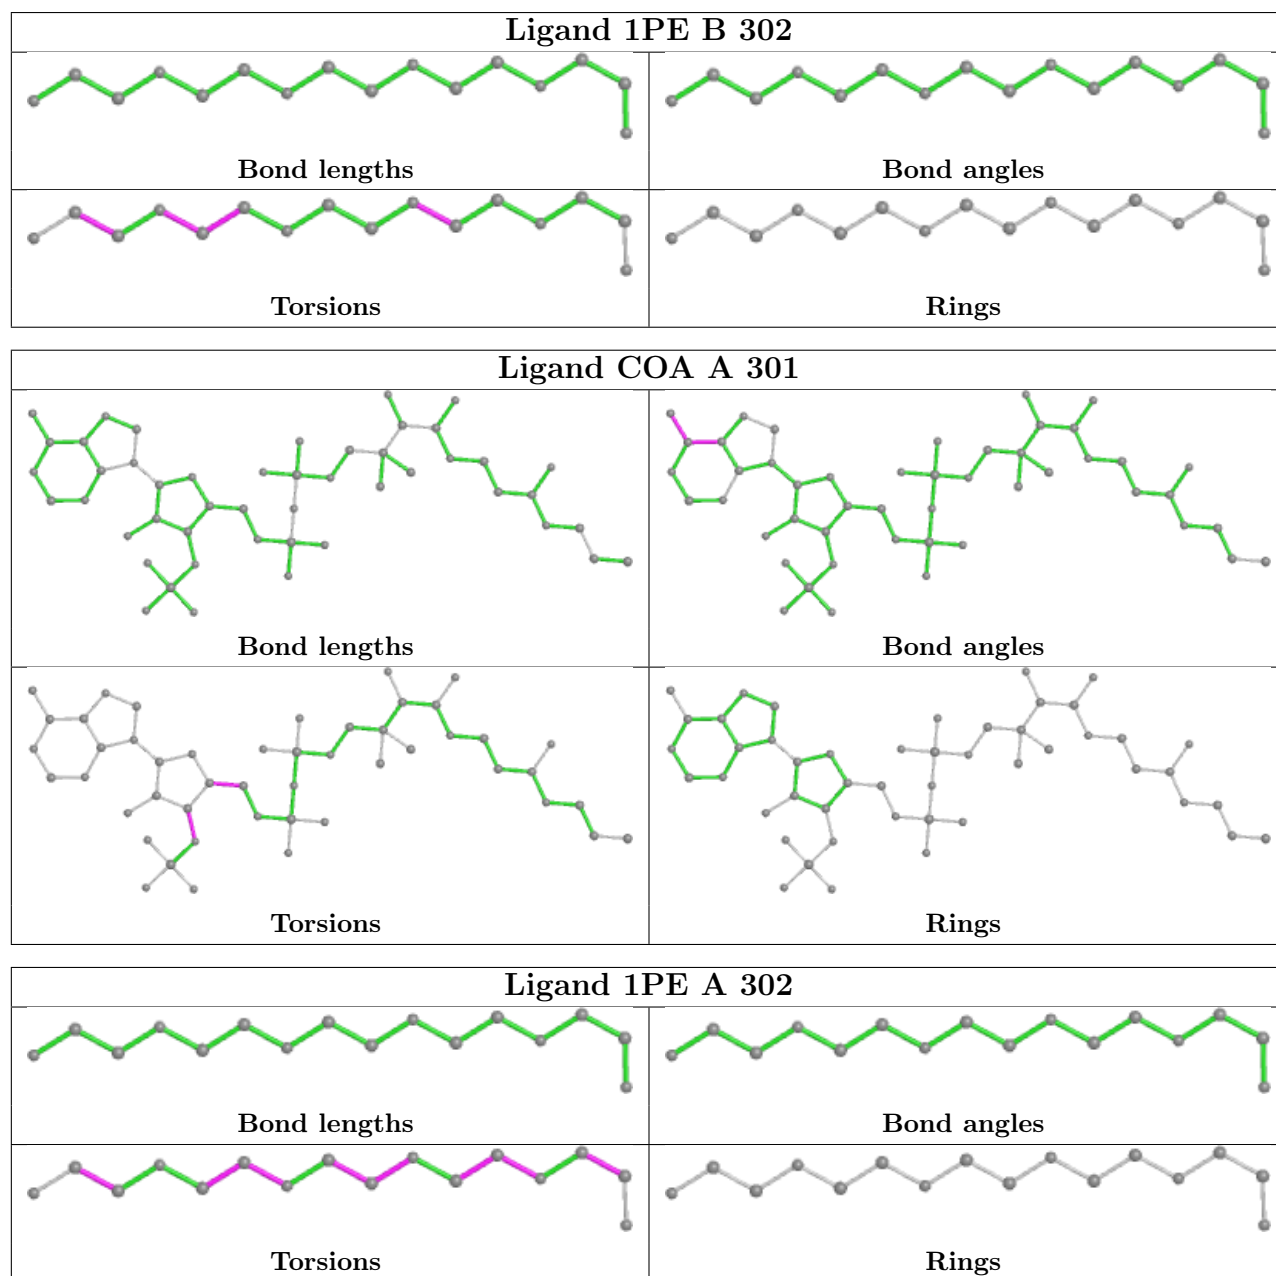 Ligand 1PE B 302
Bond lengths
Bond angles
Torsions
Rings
Ligand COA A 301
Bond lengths
Bond angles
Torsions
Rings
Ligand 1PE A 302
Bond lengths
Bond angles
Torsions
Rings